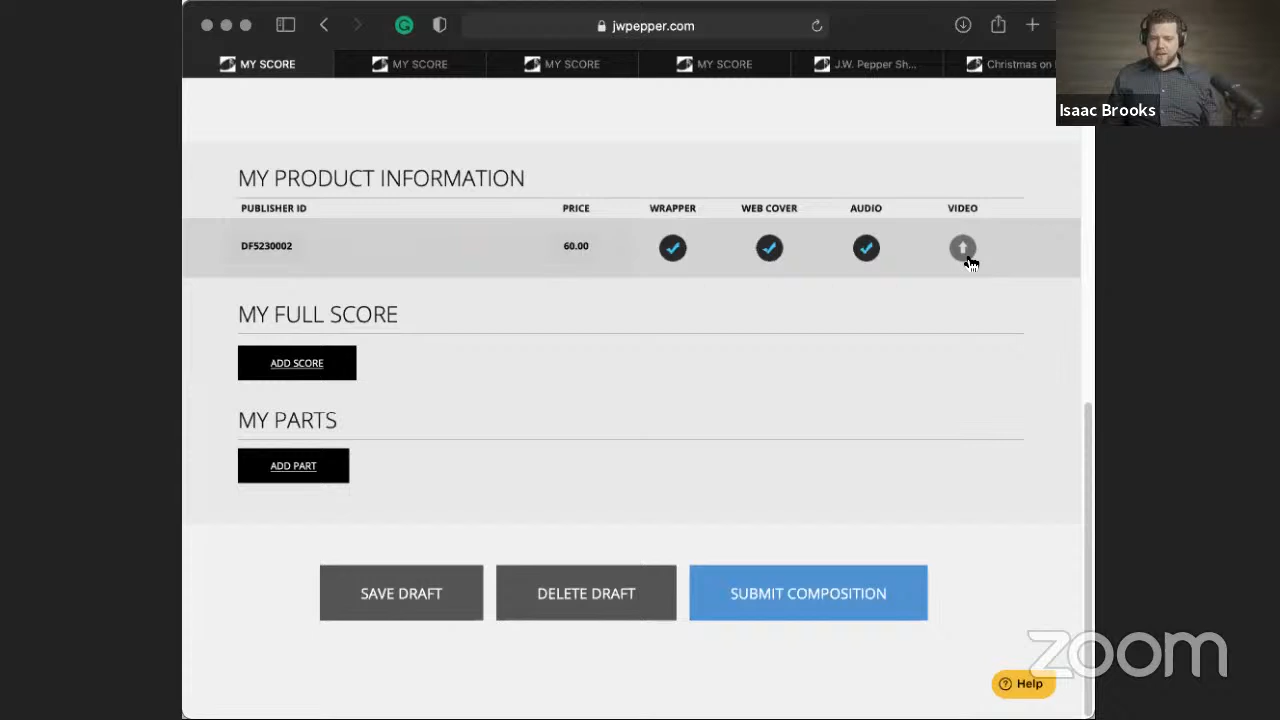 jwpepper.com
MY SCORE
MY SCORE
MY SCORE
MY SCORE
J.W. Pepper Sh...
Christmas on
Isaac Brooks
MY PRODUCT INFORMATION
PUBLISHER ID PRICE WRAPPER WEB COVER AUDIO VIDEO
DF5230002 60.00
MY FULL SCORE
ADD SCORE
MY PARTS
ADD PART
SAVE DRAFT DELETE DRAFT SUBMIT COMPOSITION
zoom
Help